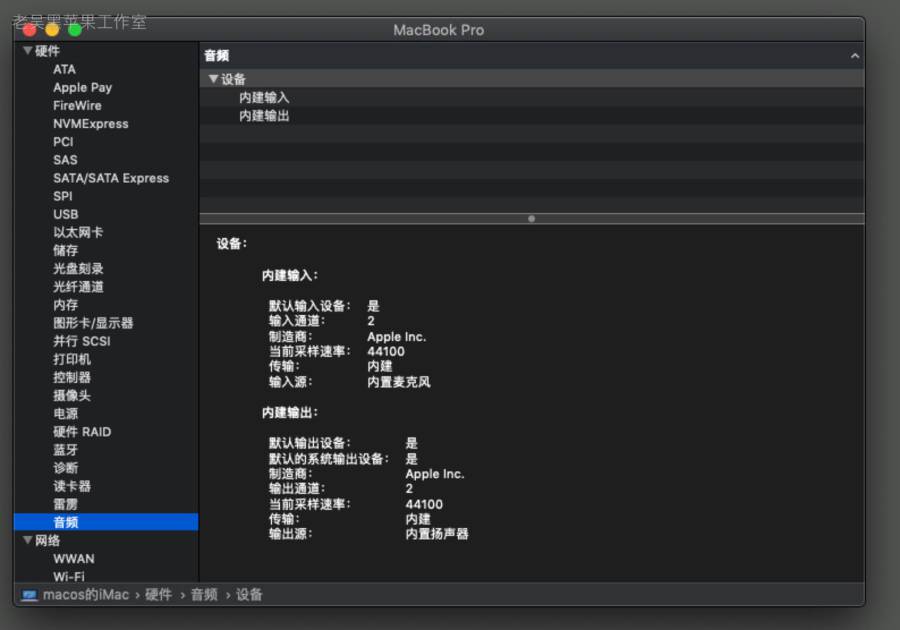 老吴黑苹果工作室
MacBook Pro
硬件
ATA
Apple Pay
FireWire
NVMExpress
PCI
SAS
SATA/SATA Express
SPI
USB
以太网卡
储存
光盘刻录
光纤通道
内存
图形卡/显示器
并行 SCSI
打印机
控制器
摄像头
电源
硬件 RAID
蓝牙
诊断
读卡器
雷雳
音频
网络
WWAN
Wi-Fi
音频
设备
内建输入
内建输出
设备:
内建输入:
默认输入设备: 是
输入通道: 2
制造商: Apple Inc.
当前采样速率: 44100
传输: 内建
输入源: 内置麦克风
内建输出:
默认输出设备: 是
默认的系统输出设备: 是
制造商: Apple Inc.
输出通道: 2
当前采样速率: 44100
传输: 内建
输出源: 内置扬声器
macos的iMac › 硬件 › 音频 › 设备